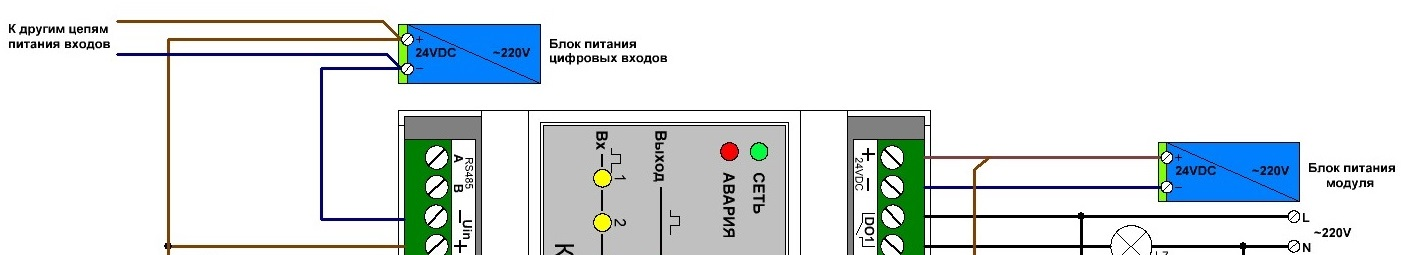 К другим цепям
питания входов
+
24VDC
~220V
−
Блок питания
цифровых входов
A
RS485
B
−
Uin
+
Вх
1
2
Выход
АВАРИЯ
СЕТЬ
К
+
24VDC
−
DO1
+
24VDC
~220V
−
Блок питания
модуля
L
~220V
N